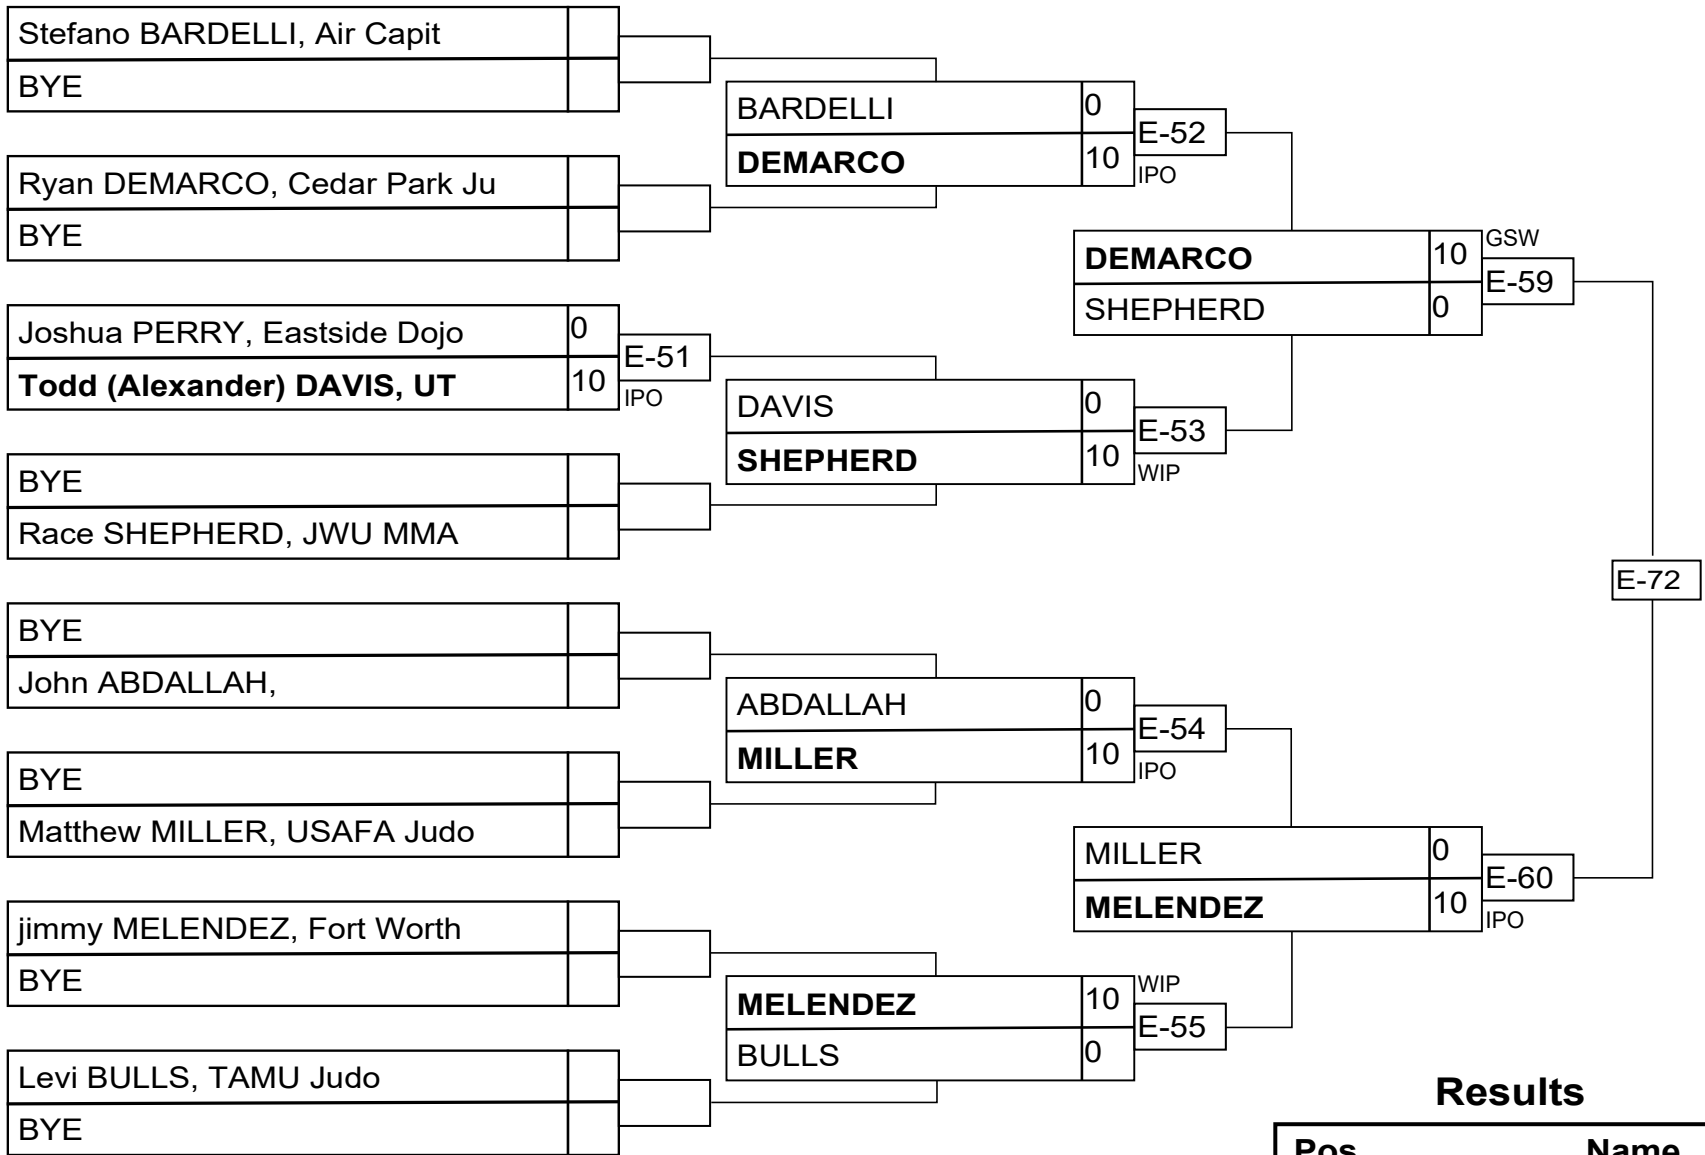 Stefano BARDELLI, Air Capit
BYE
Ryan DEMARCO, Cedar Park Ju
BYE
Joshua PERRY, Eastside Dojo 0
Todd (Alexander) DAVIS, UT 10
E-51
IPO
BYE
Race SHEPHERD, JWU MMA
BYE
John ABDALLAH,
BYE
Matthew MILLER, USAFA Judo
jimmy MELENDEZ, Fort Worth
BYE
Levi BULLS, TAMU Judo
BYE
BARDELLI 0
DEMARCO 10
E-52
IPO
DAVIS 0
SHEPHERD 10
E-53
WIP
ABDALLAH 0
MILLER 10
E-54
IPO
MELENDEZ 10
BULLS 0
WIP
E-55
DEMARCO 10
SHEPHERD 0
GSW
E-59
MILLER 0
MELENDEZ 10
E-60
IPO
E-72
Results
Pos Name